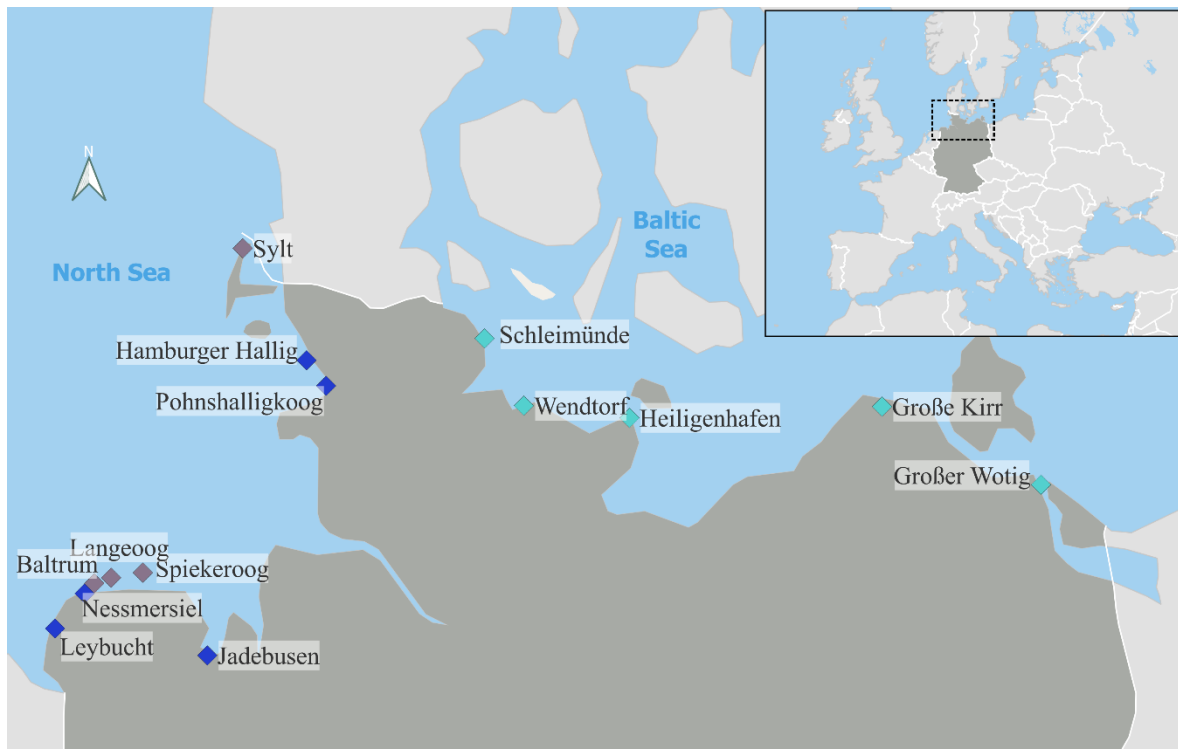 N
Baltic
Sea
North Sea
Sylt
Schleimünde
Hamburger Hallig
Pohnshalligkoog
Wendtorf
Heiligenhafen
Große Kirr
Großer Wotig
Langeoog
Baltrum
Spiekeroog
Nessmersiel
Leybucht
Jadebusen